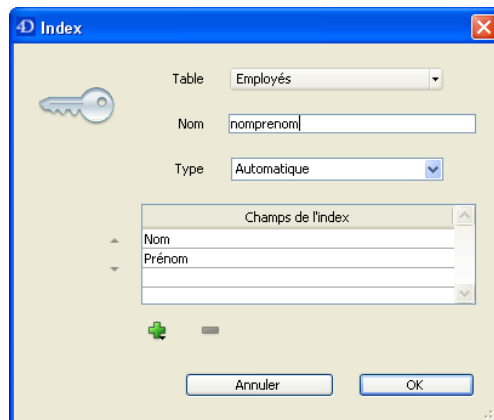 4D Index
Table Employés
Nom nomprenom
Type Automatique
Champs de l'index
Nom
Prénom
Annuler OK